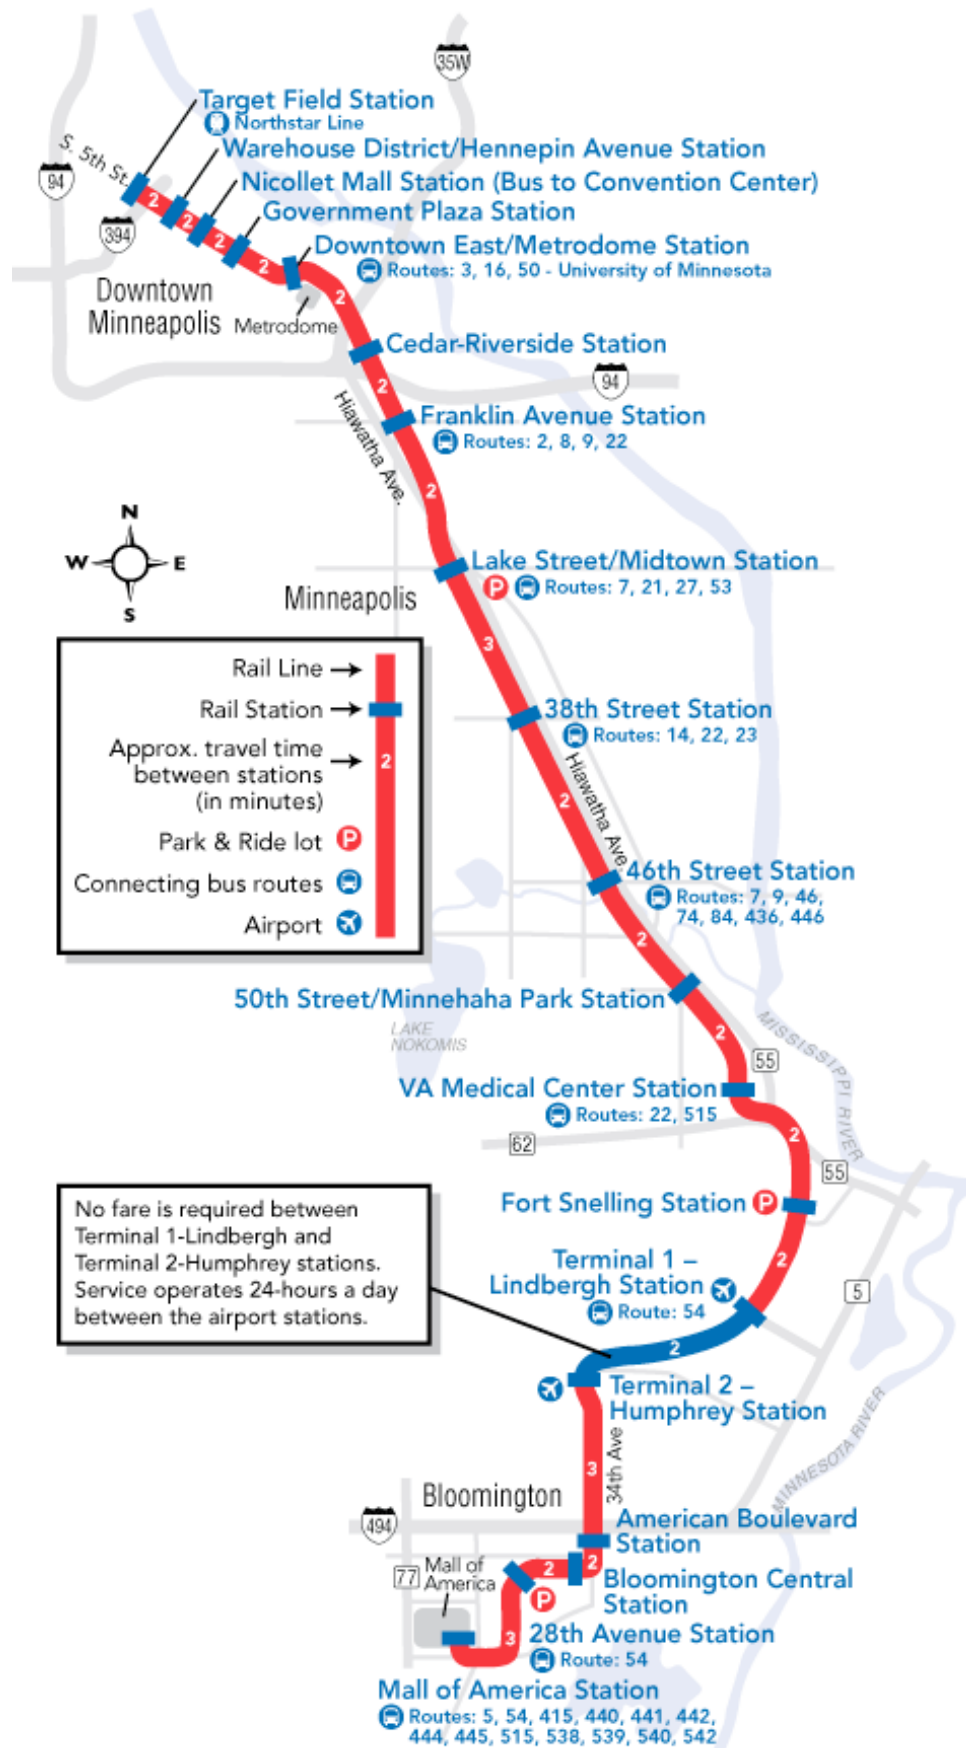 35W
Target Field Station
Northstar Line
S. 5th St.
Warehouse District/Hennepin Avenue Station
94
2
Nicollet Mall Station (Bus to Convention Center)
2
Government Plaza Station
394
2
Downtown East/Metrodome Station
2
Routes: 3, 16, 50 - University of Minnesota
Downtown
Minneapolis
2
Metrodome
Cedar-Riverside Station
94
2
Hiawatha Ave.
Franklin Avenue Station
Routes: 2, 8, 9, 22
2
N
W
E
S
Lake Street/Midtown Station
P
Routes: 7, 21, 27, 53
Minneapolis
3
Rail Line
Rail Station
Approx. travel time
between stations
(in minutes)
2
Park & Ride lot
P
Connecting bus routes
Airport
38th Street Station
Routes: 14, 22, 23
Hiawatha Ave.
2
46th Street Station
Routes: 7, 9, 46,
74, 84, 436, 446
2
50th Street/Minnehaha Park Station
LAKE
NOKOMIS
2
MISSISSIPPI RIVER
55
VA Medical Center Station
Routes: 22, 515
62
2
55
Fort Snelling Station
P
No fare is required between
Terminal 1-Lindbergh and
Terminal 2-Humphrey stations.
Service operates 24-hours a day
between the airport stations.
2
Terminal 1 –
Lindbergh Station
Route: 54
5
2
Terminal 2 –
Humphrey Station
MINNESOTA RIVER
34th Ave
3
Bloomington
494
American Boulevard
Station
77
Mall of
America
2
2
Bloomington Central
Station
P
3
28th Avenue Station
Route: 54
Mall of America Station
Routes: 5, 54, 415, 440, 441, 442,
444, 445, 515, 538, 539, 540, 542